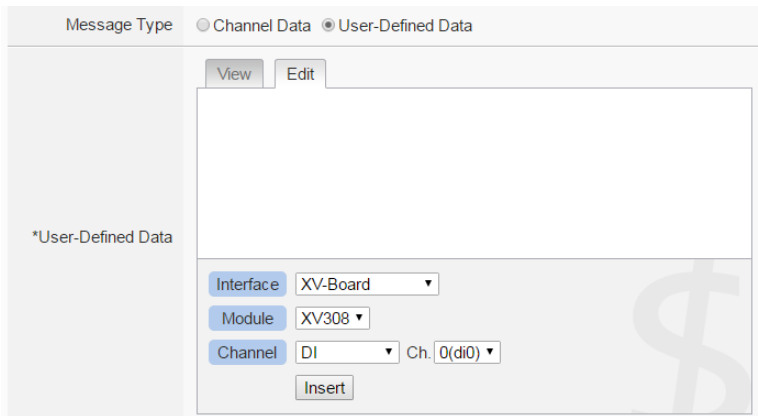 Message Type Channel Data User-Defined Data
View Edit
*User-Defined Data
Interface XV-Board
Module XV308
Channel DI Ch. 0(di0)
Insert
$